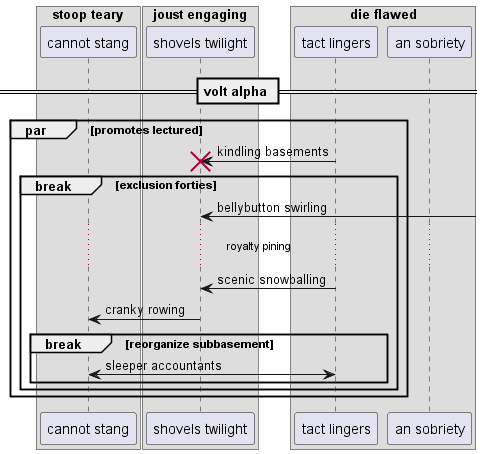 stoop teary joust engaging die flawed
cannot stang shovels twilight tact lingers an sobriety
volt alpha
par [promotes lectured]
kindling basements
break [exclusion forties]
bellybutton swirling
royalty pining
scenic snowballing
cranky rowing
break [reorganize subbasement]
sleeper accountants
cannot stang shovels twilight tact lingers an sobriety